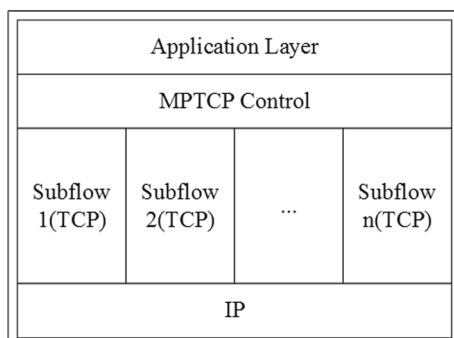 Application Layer
MPTCP Control
Subflow
1(TCP)
Subflow
2(TCP)
...
Subflow
n(TCP)
IP